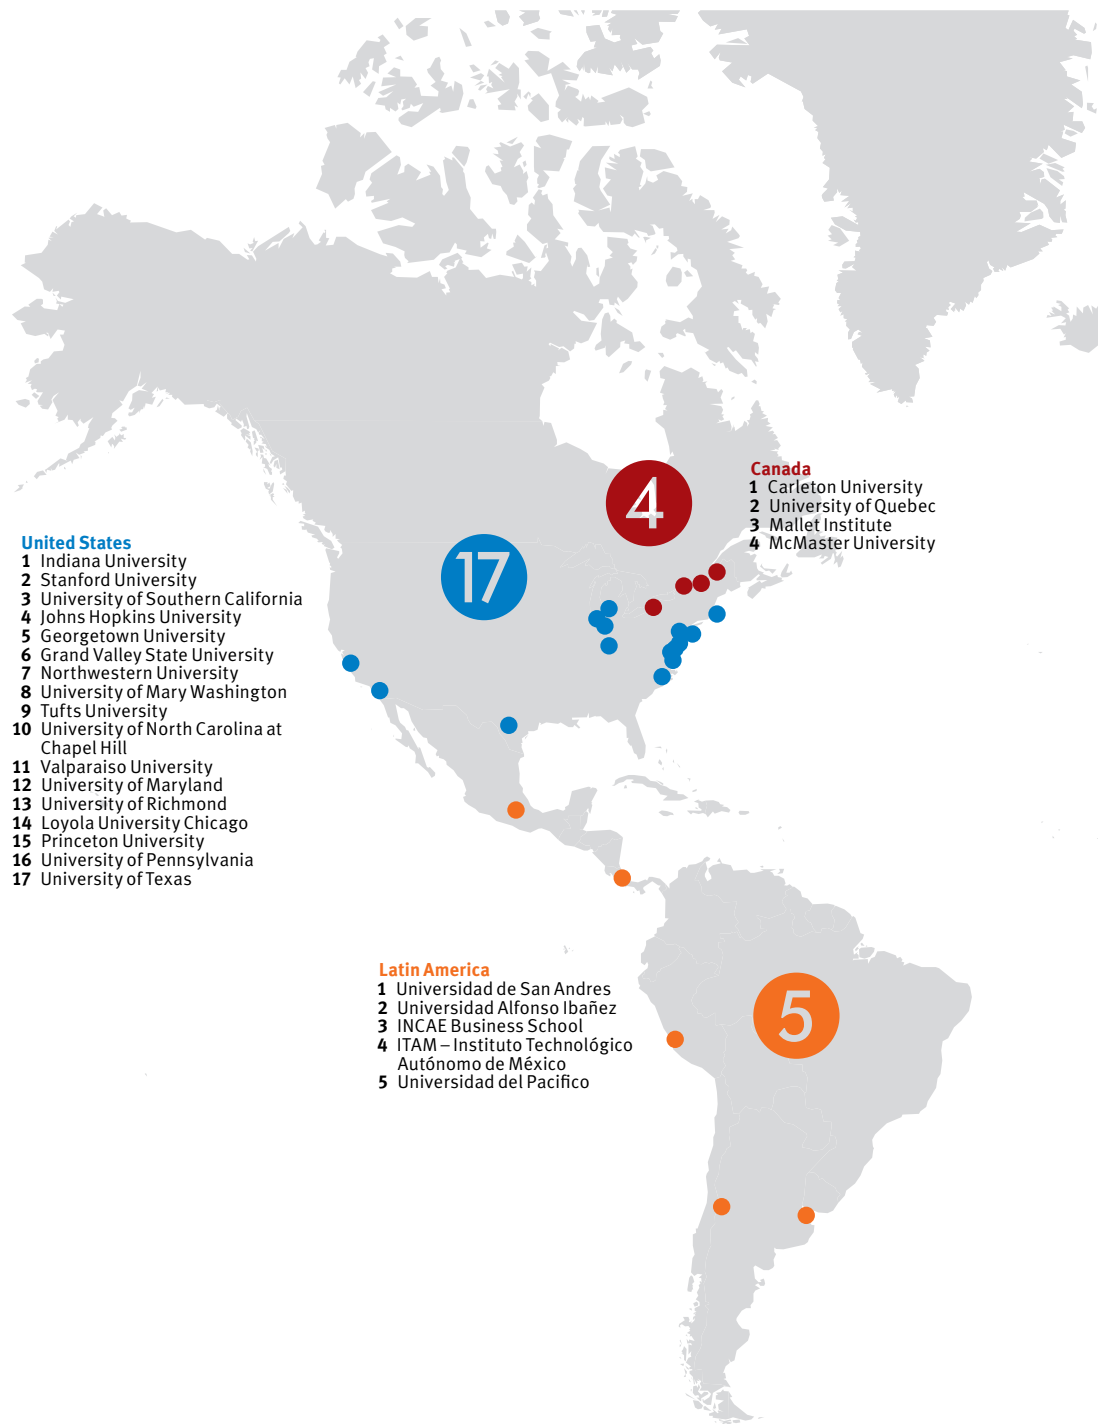 4
Canada
1 Carleton University
2 University of Quebec
3 Mallet Institute
4 McMaster University
17
United States
1 Indiana University
2 Stanford University
3 University of Southern California
4 Johns Hopkins University
5 Georgetown University
6 Grand Valley State University
7 Northwestern University
8 University of Mary Washington
9 Tufts University
10 University of North Carolina at
Chapel Hill
11 Valparaiso University
12 University of Maryland
13 University of Richmond
14 Loyola University Chicago
15 Princeton University
16 University of Pennsylvania
17 University of Texas
Latin America
1 Universidad de San Andres
2 Universidad Alfonso Ibañez
3 INCAE Business School
4 ITAM – Instituto Technológico
Autónomo de México
5 Universidad del Pacifico
5